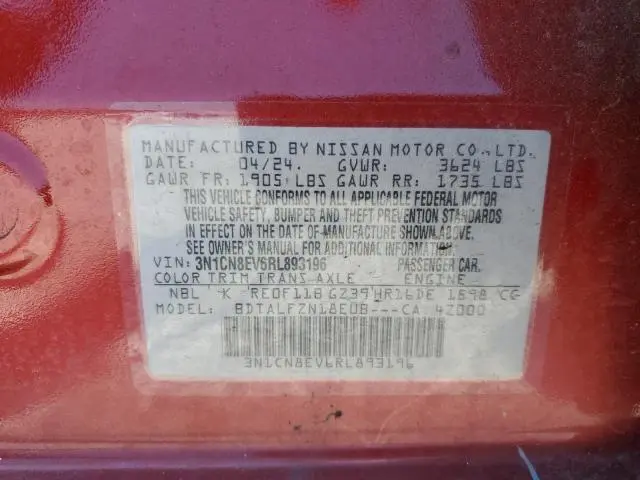 MANUFACTURED BY NISSAN MOTOR CO., LTD.
DATE: 04/24. GVWR: 3624 LBS
GAWR FR: 1905 LBS GAWR RR: 1735 LBS
THIS VEHICLE CONFORMS TO ALL APPLICABLE FEDERAL MOTOR
VEHICLE SAFETY, BUMPER AND THEFT PREVENTION STANDARDS
IN EFFECT ON THE DATE OF MANUFACTURE SHOWN ABOVE.
SEE OWNER'S MANUAL FOR ADDITIONAL INFORMATION.
VIN: 3N1CN8EV6RL893196 PASSENGER CAR.
COLOR TRIM TRANS AXLE ENGINE
NBL K RE0F11B GZ39 HR16DE 1598 CC
MODEL: BDTALFZN18EUB---CA 4Z000
3N1CN8EV6RL893196